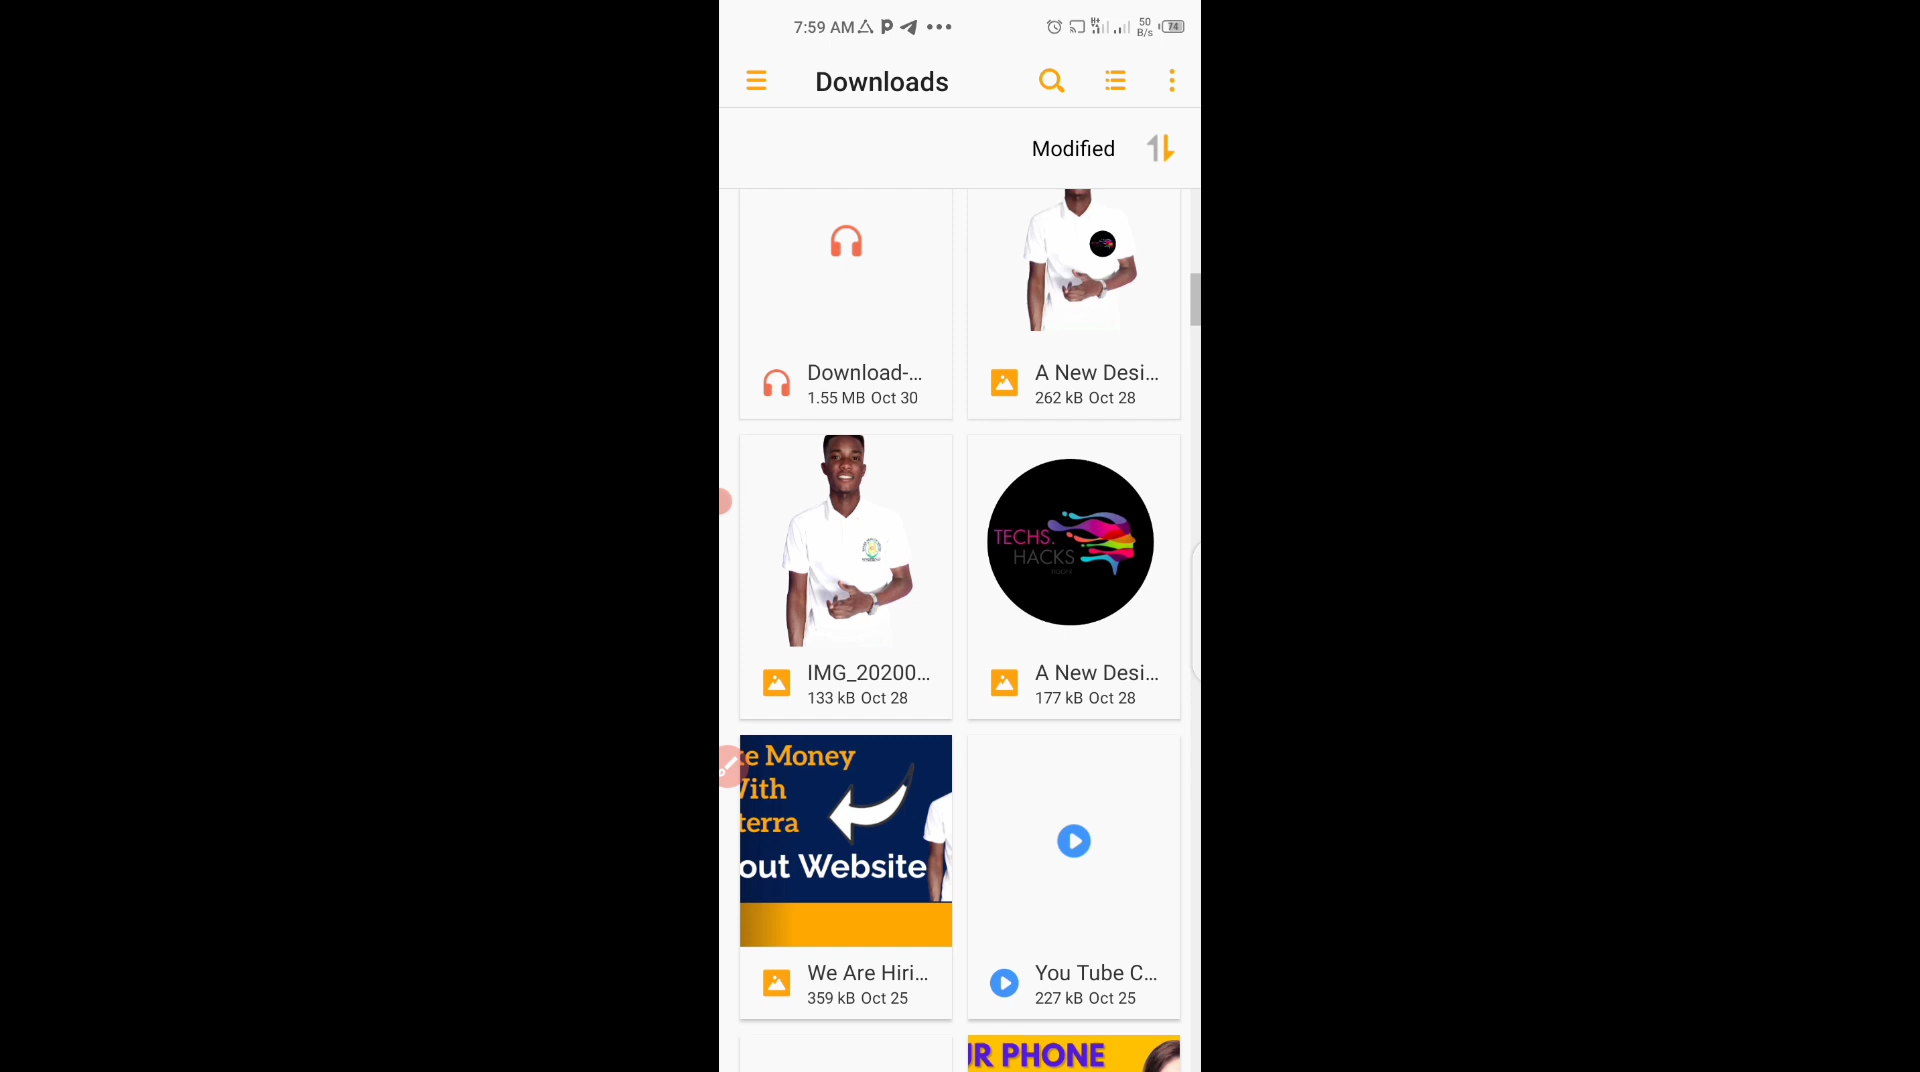 7:59 AM
50
B/s
74
Downloads
Modified
Download-...
1.55 MB Oct 30
A New Desi...
262 kB Oct 28
TECHS.
HACKS
IMG_20200...
133 kB Oct 28
A New Desi...
177 kB Oct 28
e Money
ith
terra
out Website
We Are Hiri...
359 kB Oct 25
You Tube C...
227 kB Oct 25
R PHONE